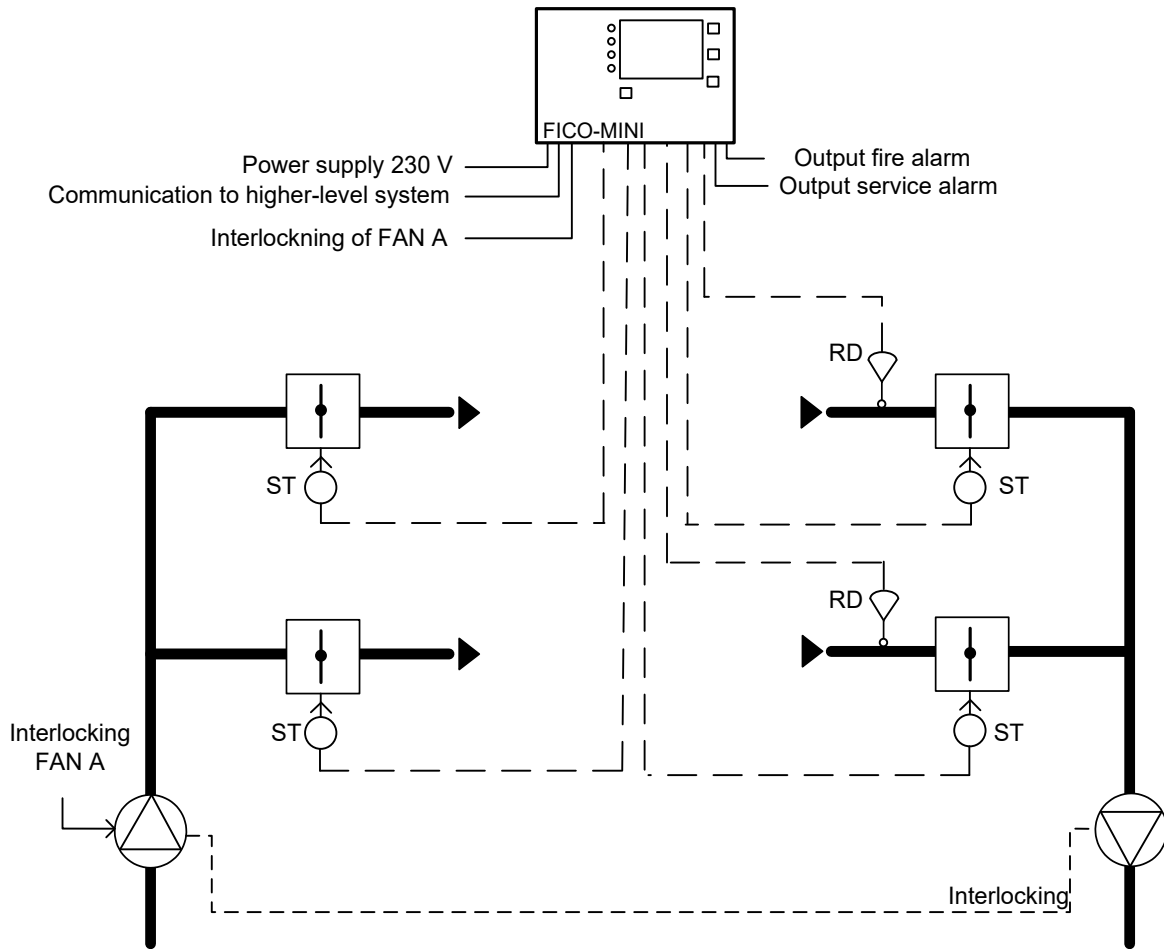 FICO-MINI
Power supply 230 V
Output fire alarm
Communication to higher-level system
Output service alarm
Interlockning of FAN A
RD
ST
ST
RD
ST
ST
Interlocking
FAN A
Interlocking